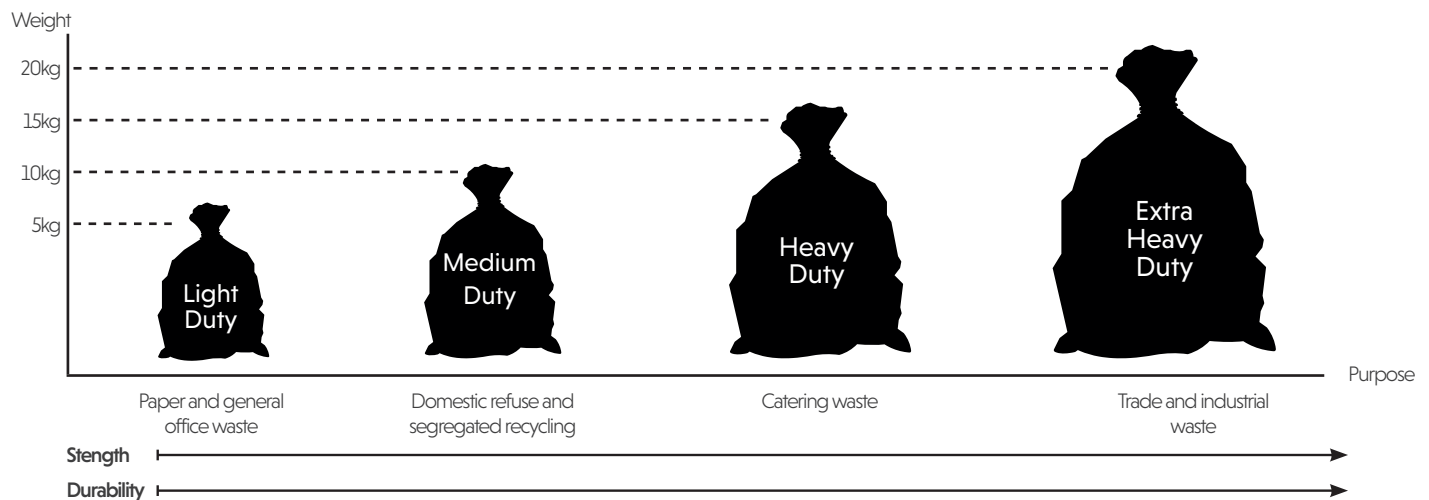 Weight
20kg
15kg
10kg
5kg
Light
Duty
Medium
Duty
Heavy
Duty
Extra
Heavy
Duty
Purpose
Paper and general
office waste
Domestic refuse and
segregated recycling
Catering waste
Trade and industrial
waste
Stength
Durability